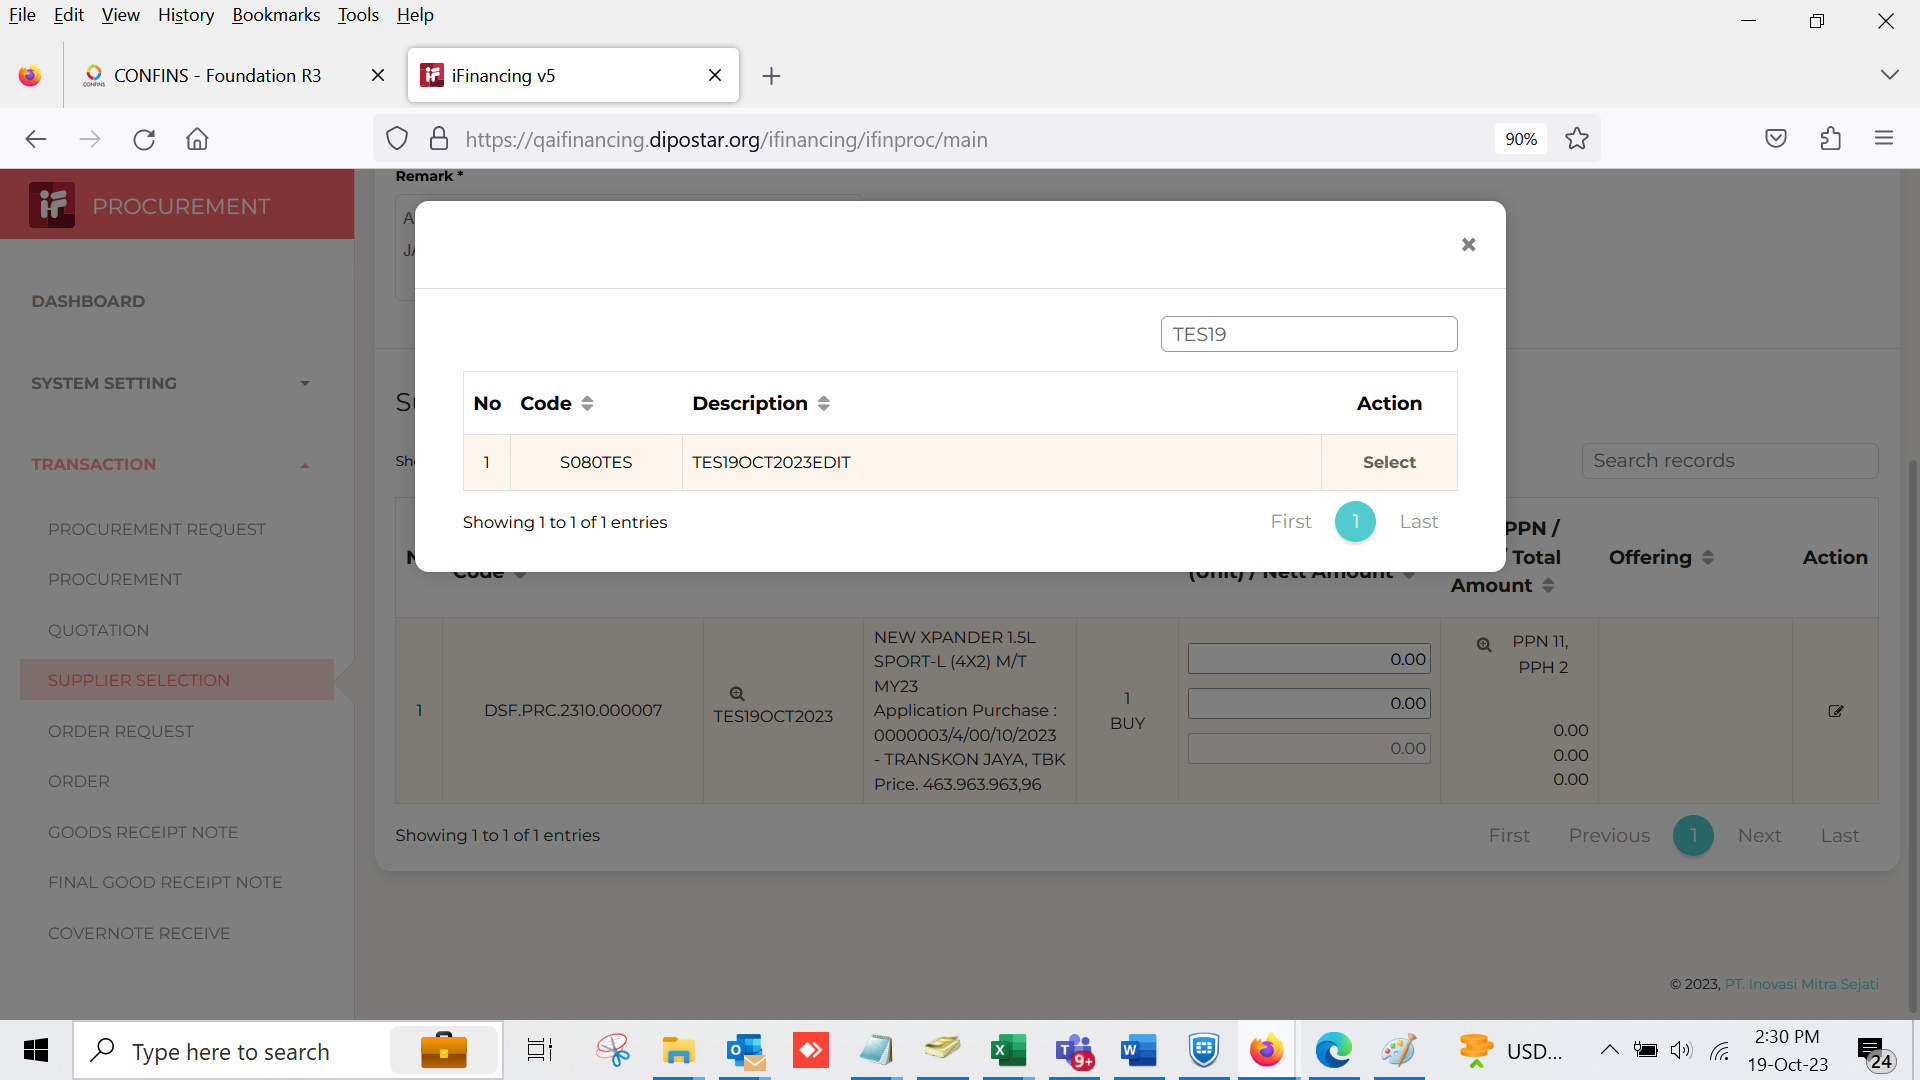 File Edit View History Bookmarks Tools Help
CONFINS - Foundation R3
iFinancing v5
https://qaifinancing.dipostar.org/ifinancing/ifinproc/main
90%
iF PROCUREMENT
DASHBOARD
SYSTEM SETTING
TRANSACTION
PROCUREMENT REQUEST
PROCUREMENT
QUOTATION
SUPPLIER SELECTION
ORDER REQUEST
ORDER
GOODS RECEIPT NOTE
FINAL GOOD RECEIPT NOTE
COVERNOTE RECEIVE
Remark *
TES19
No Code Description Action
1 S080TES TES19OCT2023EDIT Select
Showing 1 to 1 of 1 entries
First 1 Last
Search records
Code
(Unit) / Nett Amount
PPN /
Total
Amount
Offering
Action
1
DSF.PRC.2310.000007
TES19OCT2023
NEW XPANDER 1.5L
SPORT-L (4X2) M/T
MY23
Application Purchase :
0000003/4/00/10/2023
- TRANSKON JAYA, TBK
Price. 463.963.963,96
1
BUY
0.00
0.00
0.00
PPN 11,
PPH 2
0.00
0.00
0.00
Showing 1 to 1 of 1 entries
First Previous 1 Next Last
© 2023, PT. Inovasi Mitra Sejati
Type here to search
9+
USD...
2:30 PM
19-Oct-23
24